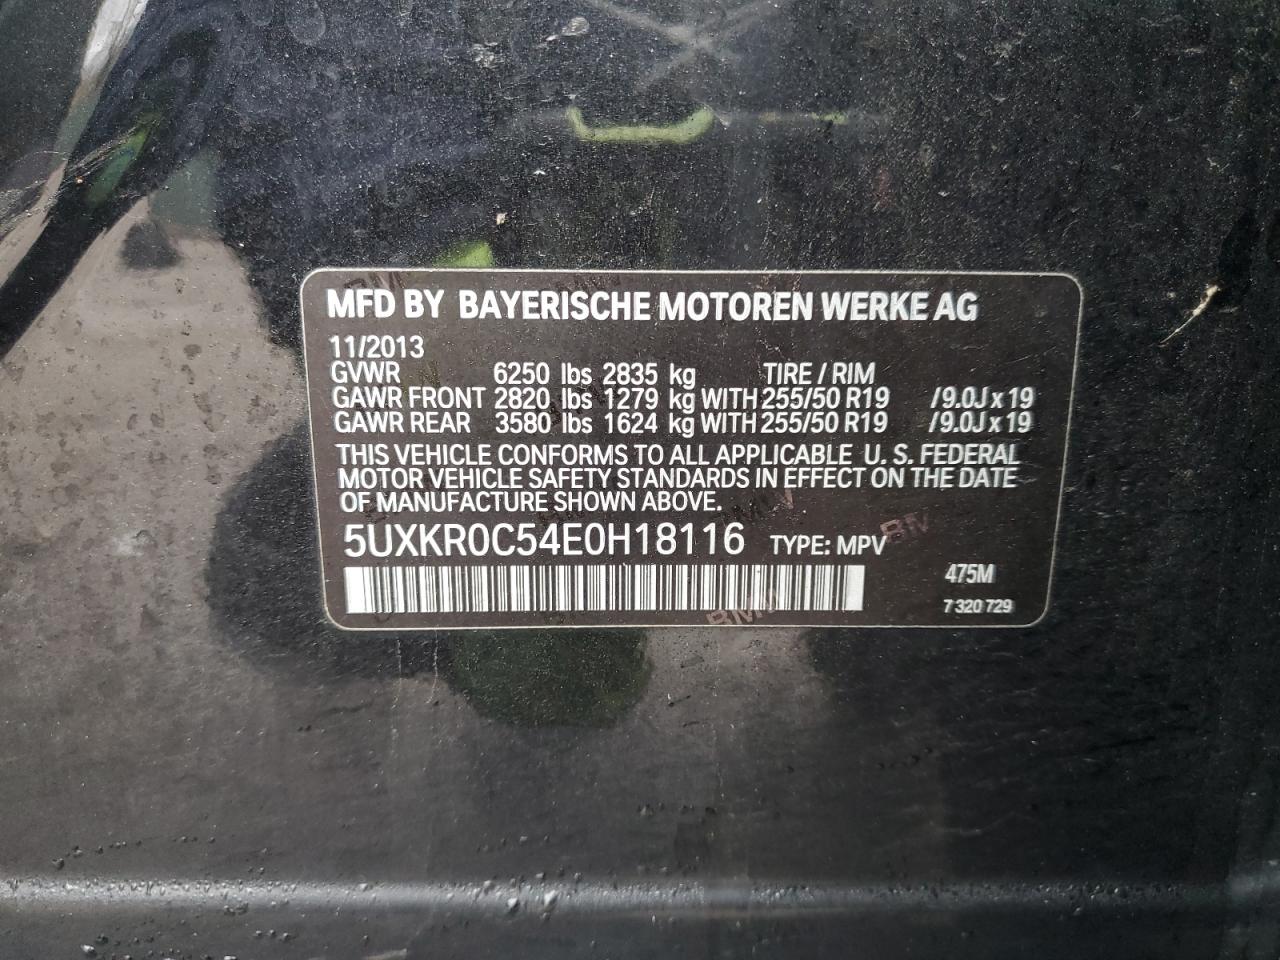 MFD BY BAYERISCHE MOTOREN WERKE AG
11/2013
GVWR 6250 lbs 2835 kg TIRE / RIM
GAWR FRONT 2820 lbs 1279 kg WITH 255/50 R19 /9.0J x 19
GAWR REAR 3580 lbs 1624 kg WITH 255/50 R19 /9.0J x 19
THIS VEHICLE CONFORMS TO ALL APPLICABLE U. S. FEDERAL
MOTOR VEHICLE SAFETY STANDARDS IN EFFECT ON THE DATE
OF MANUFACTURE SHOWN ABOVE.
5UXKR0C54E0H18116 TYPE: MPV
475M
7 320 729
BMW